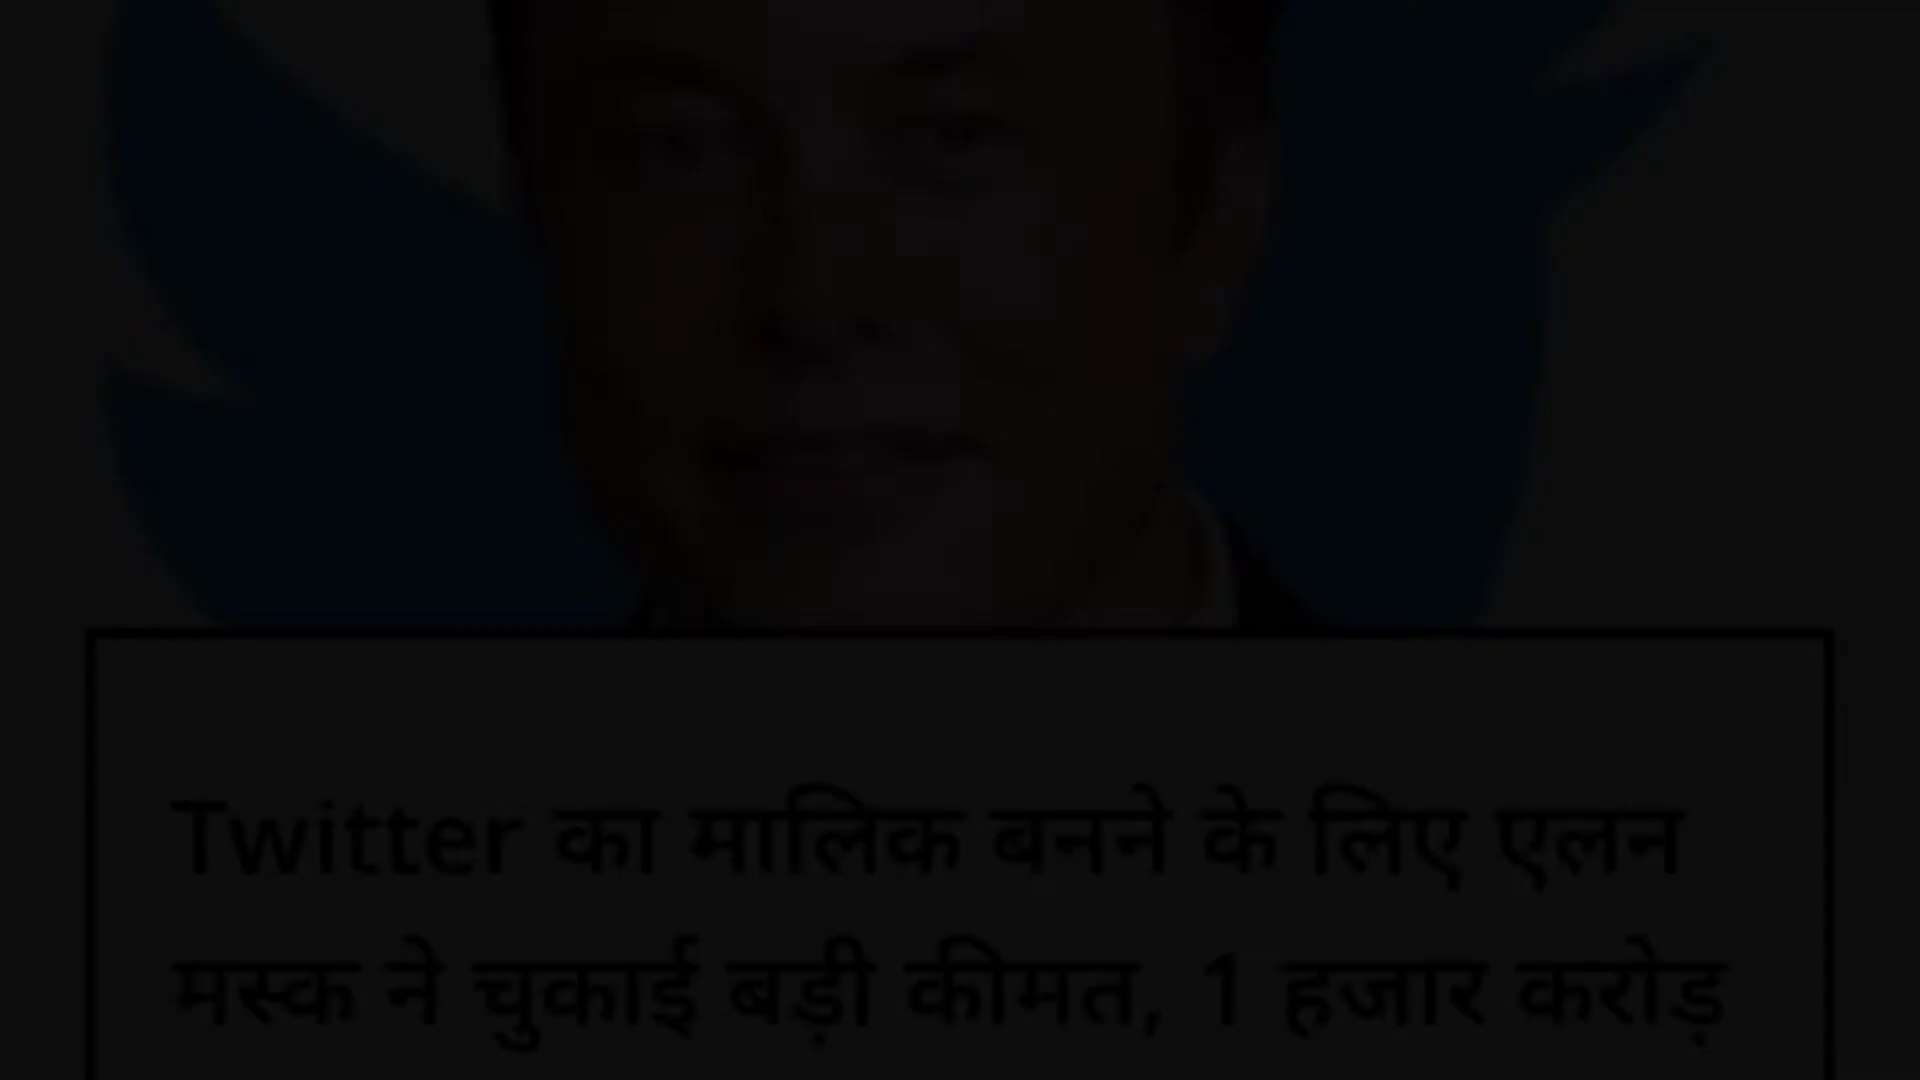 Twitter का मालिक बनने के लिए एलन
मस्क ने चुकाई बड़ी कीमत, 1 हजार करोड़